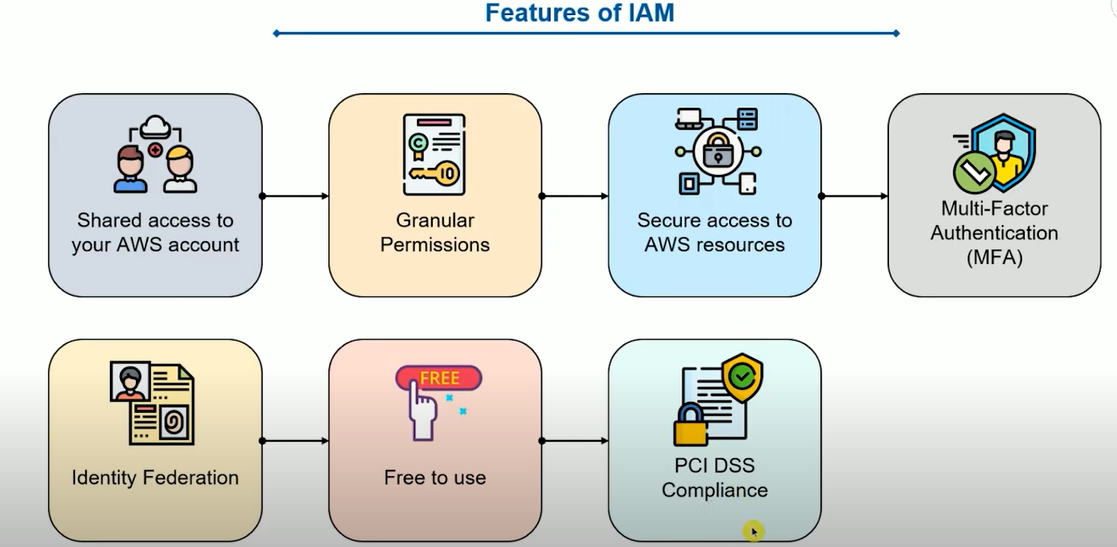 Features of IAM
Shared access to
your AWS account
Granular
Permissions
Secure access to
AWS resources
Multi-Factor
Authentication
(MFA)
Identity Federation
FREE
Free to use
PCI DSS
Compliance